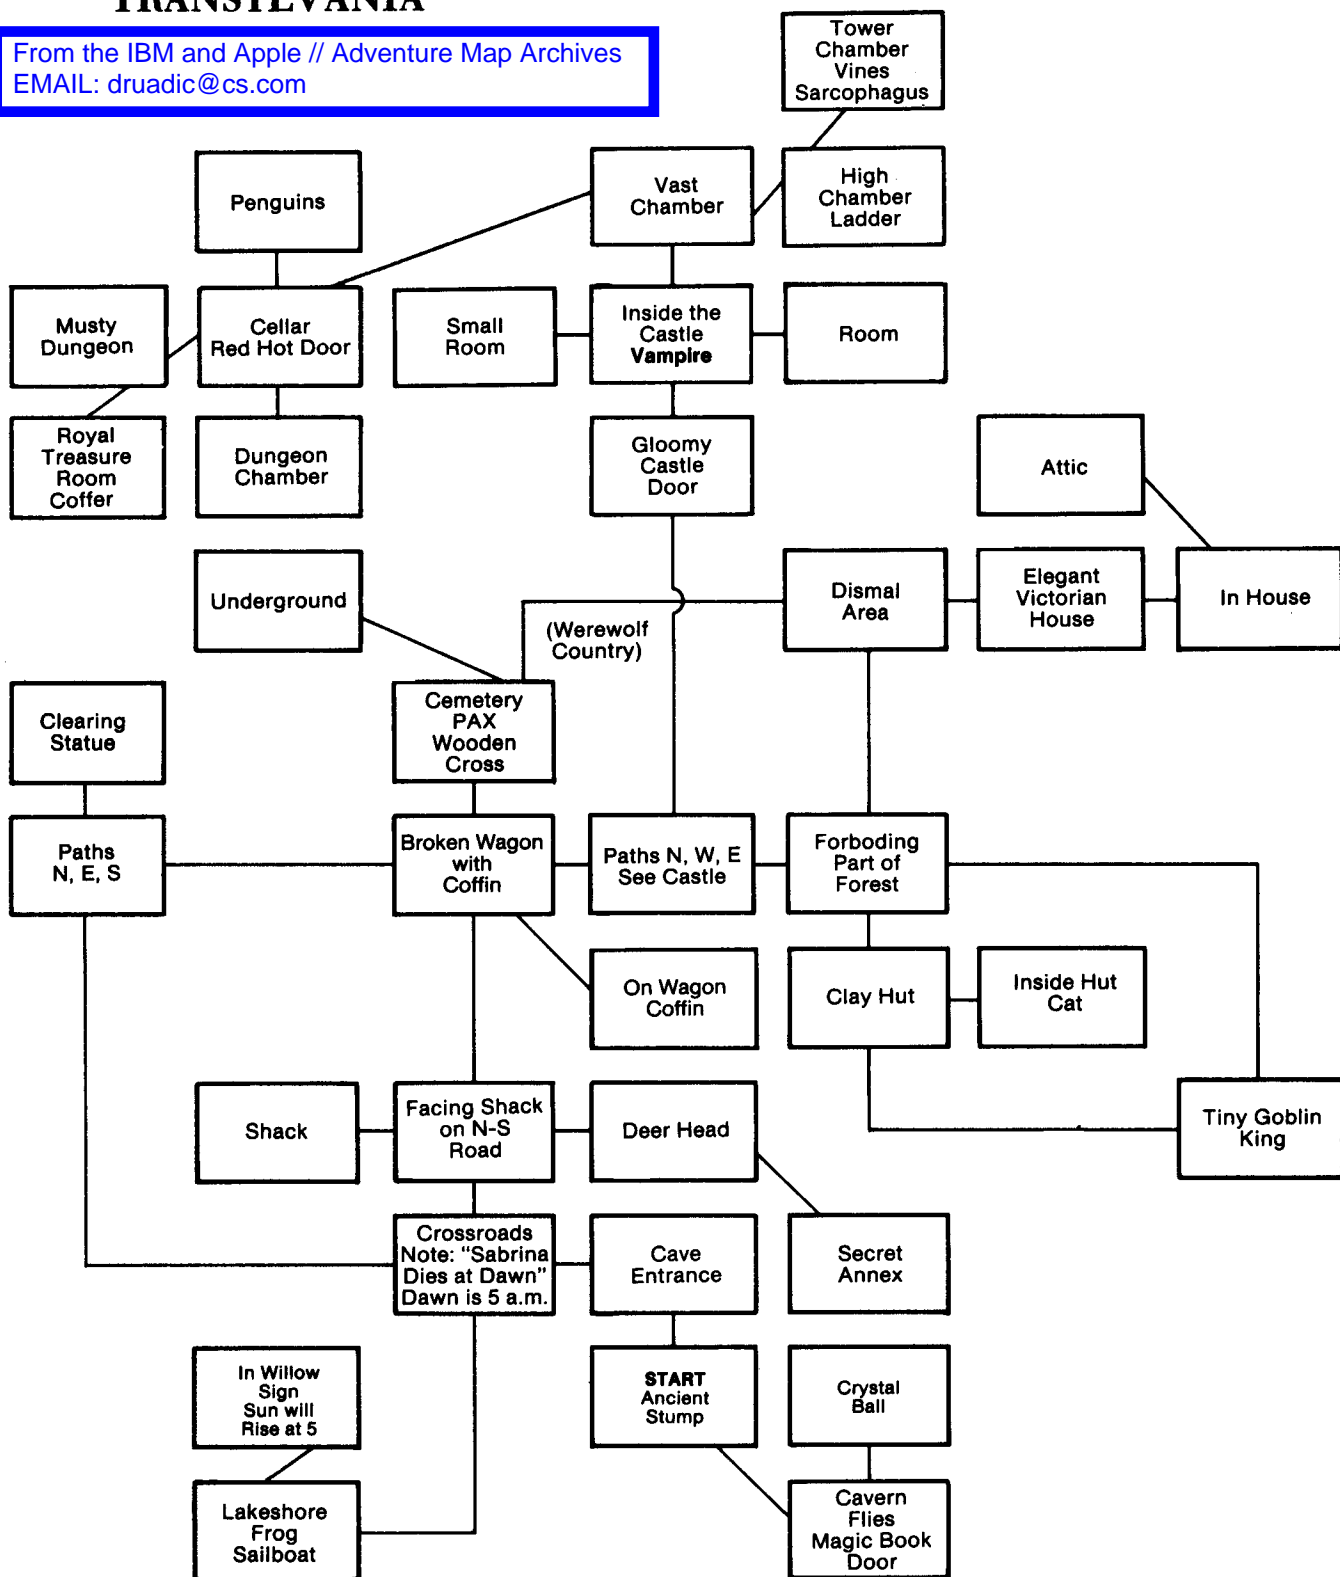 TRANSYLVANIA
From the IBM and Apple // Adventure Map Archives
EMAIL: druadic@cs.com
Tower
Chamber
Vines
Sarcophagus
Penguins
Vast
Chamber
High
Chamber
Ladder
Musty
Dungeon
Cellar
Red Hot Door
Small
Room
Inside the
Castle
Vampire
Room
Royal
Treasure
Room
Coffer
Dungeon
Chamber
Gloomy
Castle
Door
Attic
Underground
(Werewolf
Country)
Dismal
Area
Elegant
Victorian
House
In House
Clearing
Statue
Cemetery
PAX
Wooden
Cross
Paths
N, E, S
Broken Wagon
with
Coffin
Paths N, W, E
See Castle
Forboding
Part of
Forest
On Wagon
Coffin
Clay Hut
Inside Hut
Cat
Shack
Facing Shack
on N-S
Road
Deer Head
Tiny Goblin
King
Crossroads
Note: "Sabrina
Dies at Dawn"
Dawn is 5 a.m.
Cave
Entrance
Secret
Annex
In Willow
Sign
Sun will
Rise at 5
START
Ancient
Stump
Crystal
Ball
Lakeshore
Frog
Sailboat
Cavern
Flies
Magic Book
Door